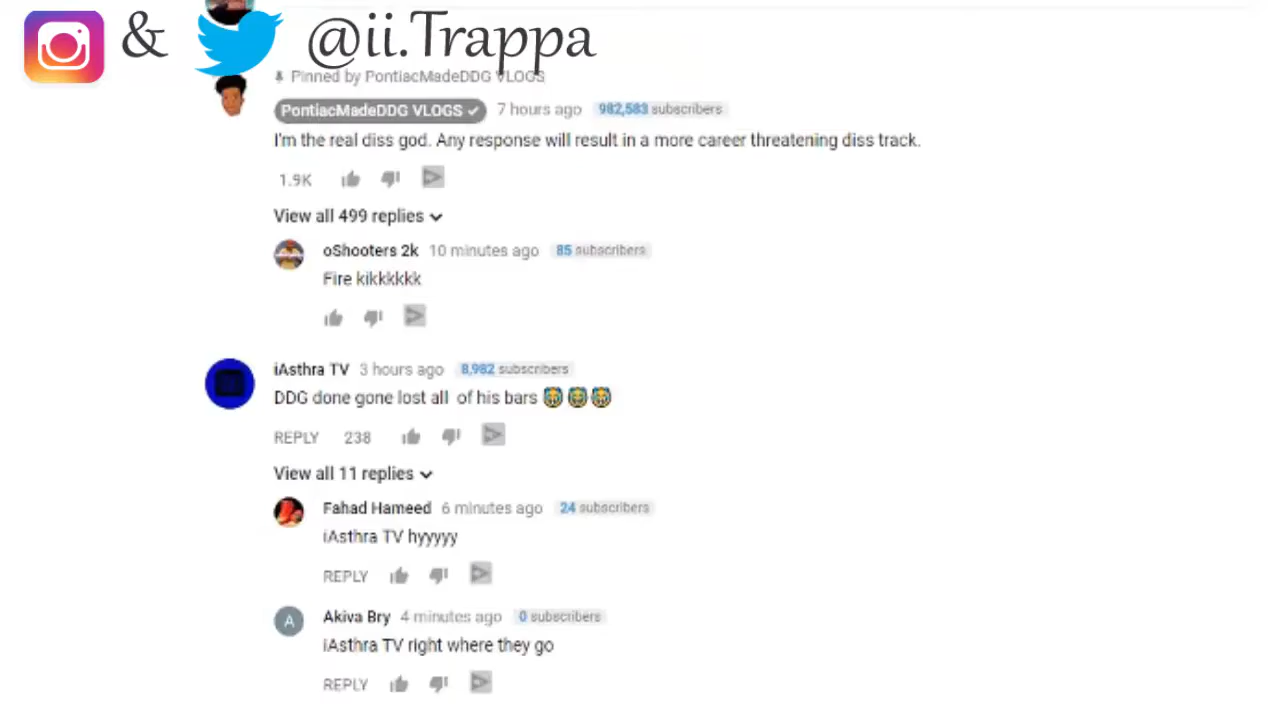 & @ii.Trappa
Pinned by PontiacMadeDDG VLOGS
PontiacMadeDDG VLOGS 7 hours ago 982,583 subscribers
I'm the real diss god. Any response will result in a more career threatening diss track.
1.9K
View all 499 replies
oShooters 2k 10 minutes ago 85 subscribers
Fire kikkkkkk
iAsthra TV 3 hours ago 8,982 subscribers
DDG done gone lost all of his bars
REPLY 238
View all 11 replies
Fahad Hameed 6 minutes ago 24 subscribers
iAsthra TV hyyyyy
REPLY
A Akiva Bry 4 minutes ago 0 subscribers
iAsthra TV right where they go
REPLY